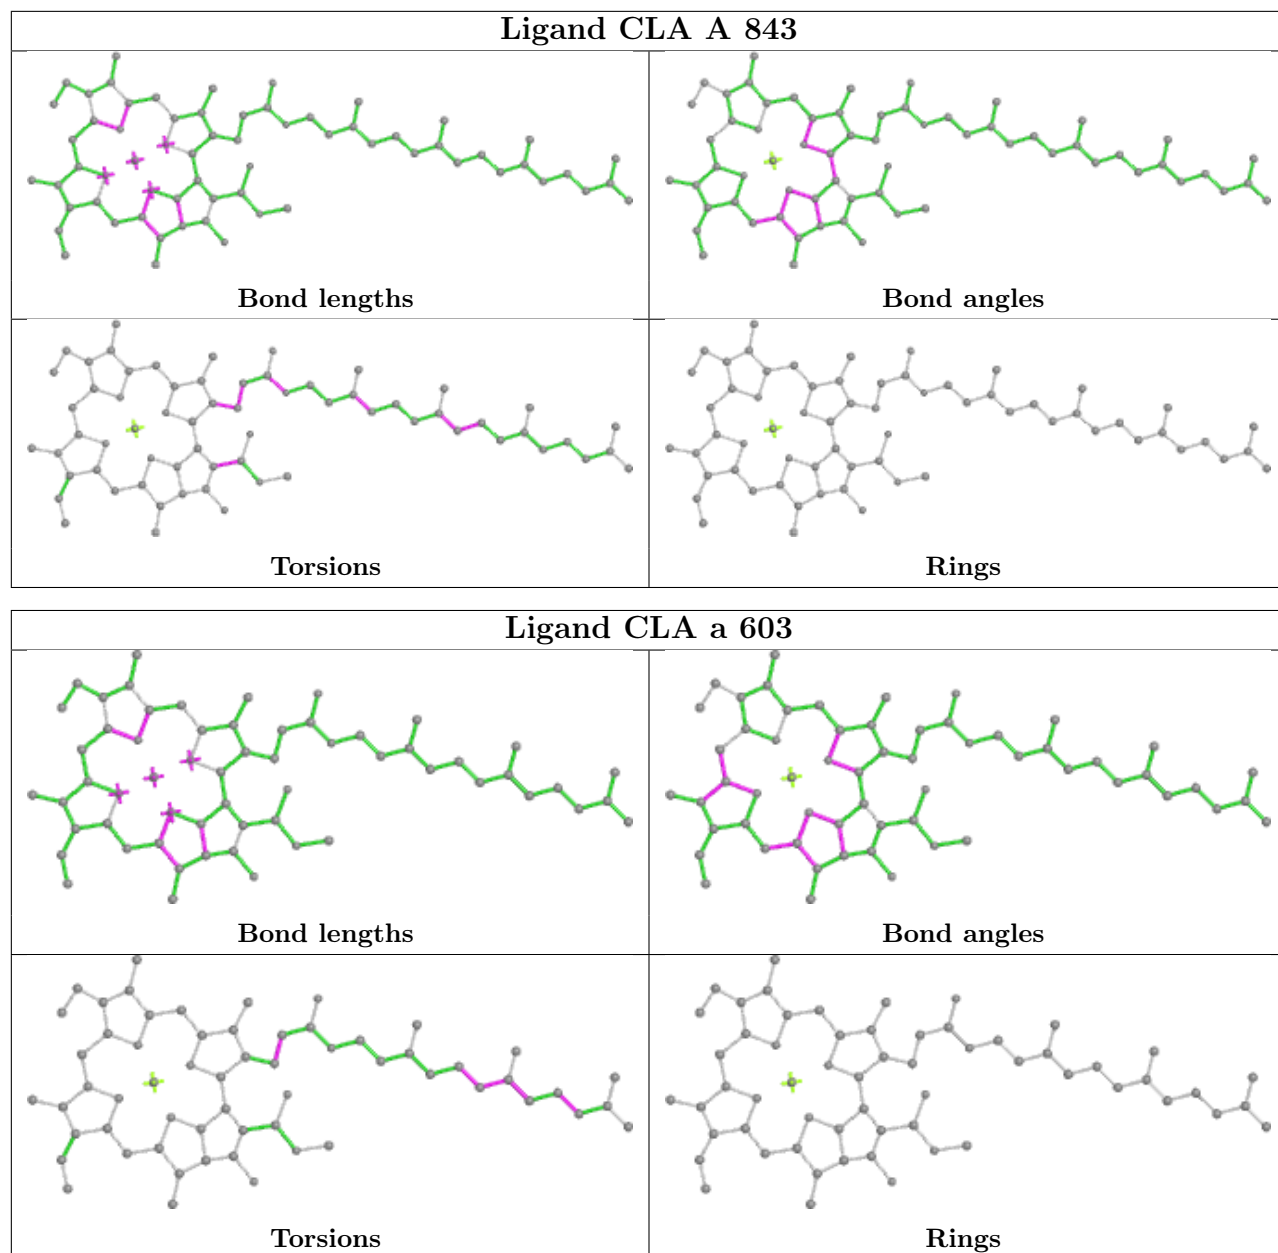 Ligand CLA A 843
Bond lengths
Bond angles
Torsions
Rings
Ligand CLA a 603
Bond lengths
Bond angles
Torsions
Rings